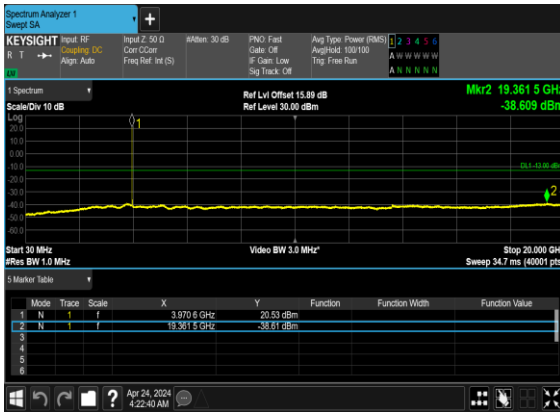 Spectrum Analyzer 1
Swept SA
+
KEYSIGHT Input: RF Input Z: 50 Ω #Atten: 30 dB PNO: Fast Avg Type: Power (RMS) 1 2 3 4 5 6
R T Coupling: DC Corr CCorr Gate: Off Avg|Hold: 100/100 A W W W W W
Align: Auto Freq Ref: Int (S) IF Gain: Low Trig: Free Run
LXI Sig Track: Off A N N N N N
1 Spectrum Ref Lvl Offset 15.89 dB Mkr2 19.361 5 GHz
Scale/Div 10 dB Ref Level 30.00 dBm -38.609 dBm
Log
20.0
10.0
0.00
-10.0
-20.0
-30.0
-40.0
-50.0
-60.0
1
DL1 -13.00 dBm
2
Start 30 MHz Video BW 3.0 MHz* Stop 20.000 GHz
#Res BW 1.0 MHz Sweep 34.7 ms (40001 pts)
5 Marker Table
Mode Trace Scale X Y Function Function Width Function Value
1 N 1 f 3.970 6 GHz 20.53 dBm
2 N 1 f 19.361 5 GHz -38.61 dBm
3
4
5
6
? Apr 24, 2024
4:22:40 AM